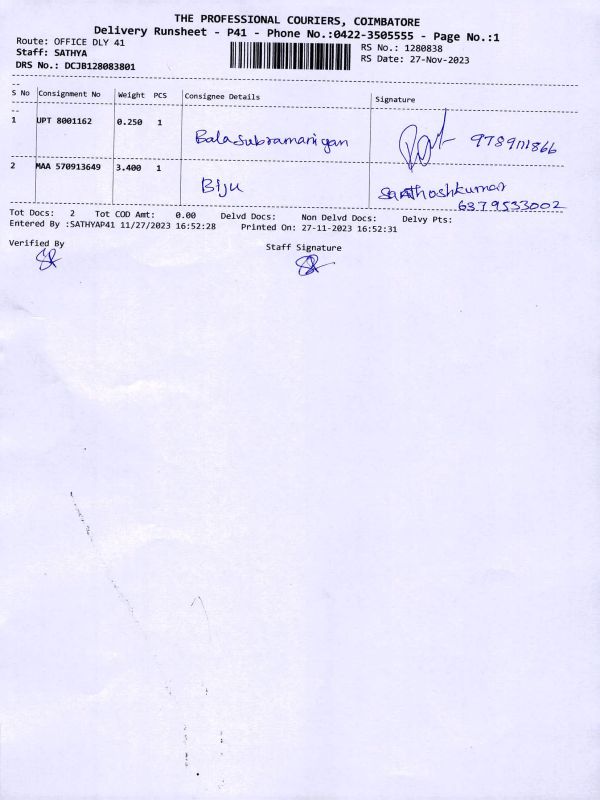 THE PROFESSIONAL COURIERS, COIMBATORE
Delivery Runsheet - P41 - Phone No.:0422-3505555 - Page No.:1
Route: OFFICE DLY 41
Staff: SATHYA
DRS No.: DCJB128083801
RS No.: 1280838
RS Date: 27-Nov-2023
S No Consignment No Weight PCS Consignee Details Signature
1 UPT 8001162 0.250 1
Balasubramaniyan
2 MAA 570913649 3.400 1
Biju Santhoshkumar
6379533002
Tot Docs: 2 Tot COD Amt: 0.00 Delvd Docs: Non Delvd Docs: Delvy Pts:
Entered By :SATHYAP41 11/27/2023 16:52:28 Printed On: 27-11-2023 16:52:31
Verified By Staff Signature